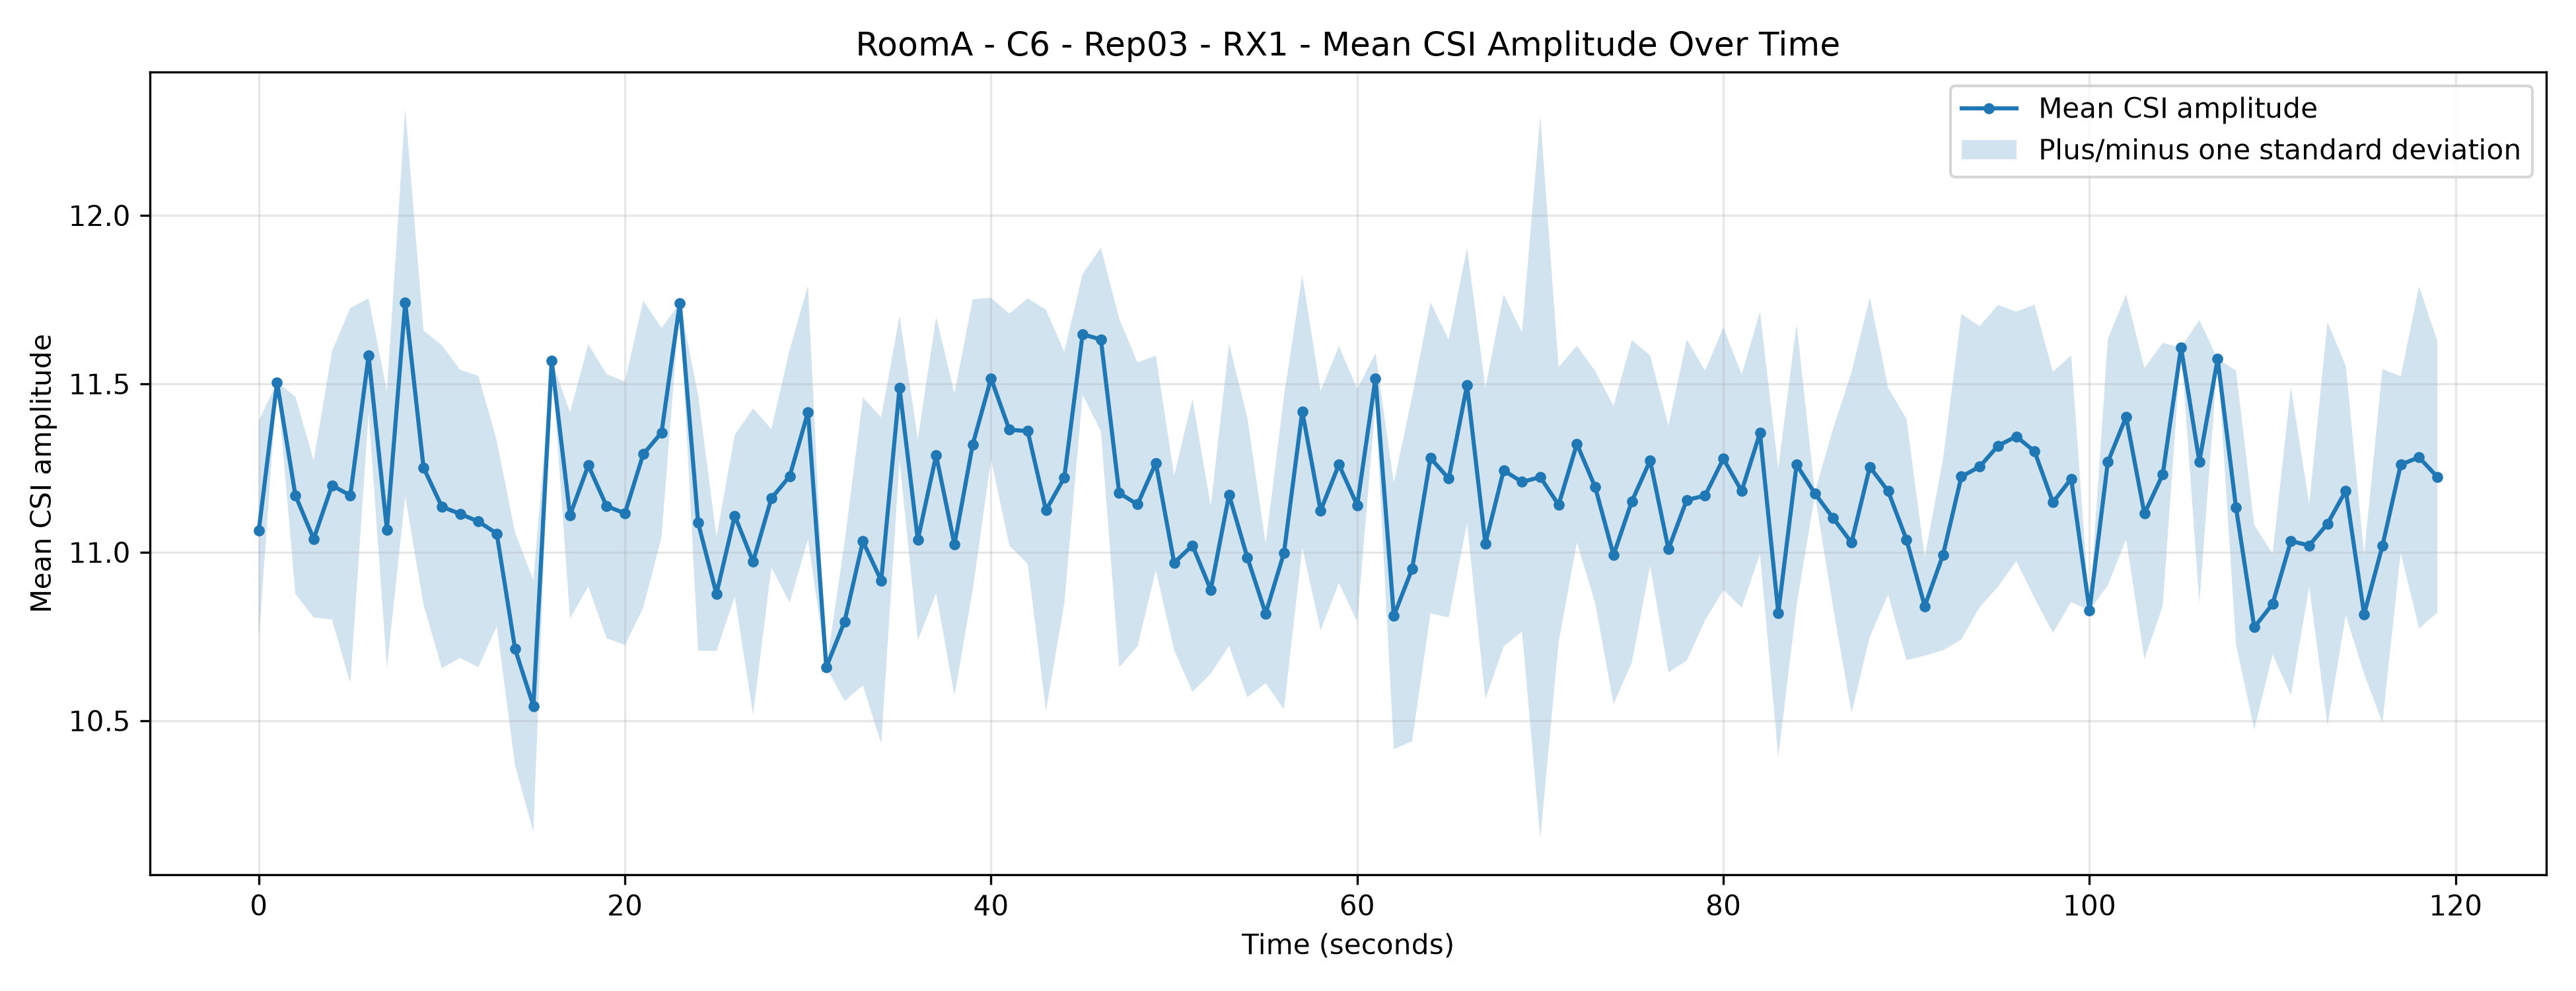 RoomA - C6 - Rep03 - RX1 - Mean CSI Amplitude Over Time
Mean CSI amplitude
Plus/minus one standard deviation
Mean CSI amplitude
12.0
11.5
11.0
10.5
0 20 40 60 80 100 120
Time (seconds)